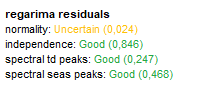 regarima residuals
normality: Uncertain (0,024)
independence: Good (0,846)
spectral td peaks: Good (0,247)
spectral seas peaks: Good (0,468)